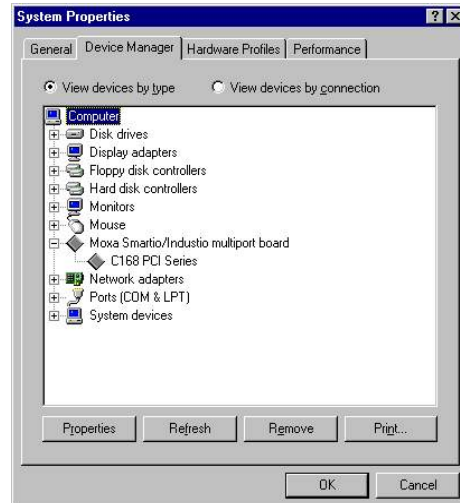 System Properties
General Device Manager Hardware Profiles Performance
View devices by type View devices by connection
Computer
Disk drives
Display adapters
Floppy disk controllers
Hard disk controllers
Monitors
Mouse
Moxa Smartio/Industio multiport board
C168 PCI Series
Network adapters
Ports (COM & LPT)
System devices
Properties Refresh Remove Print...
OK Cancel